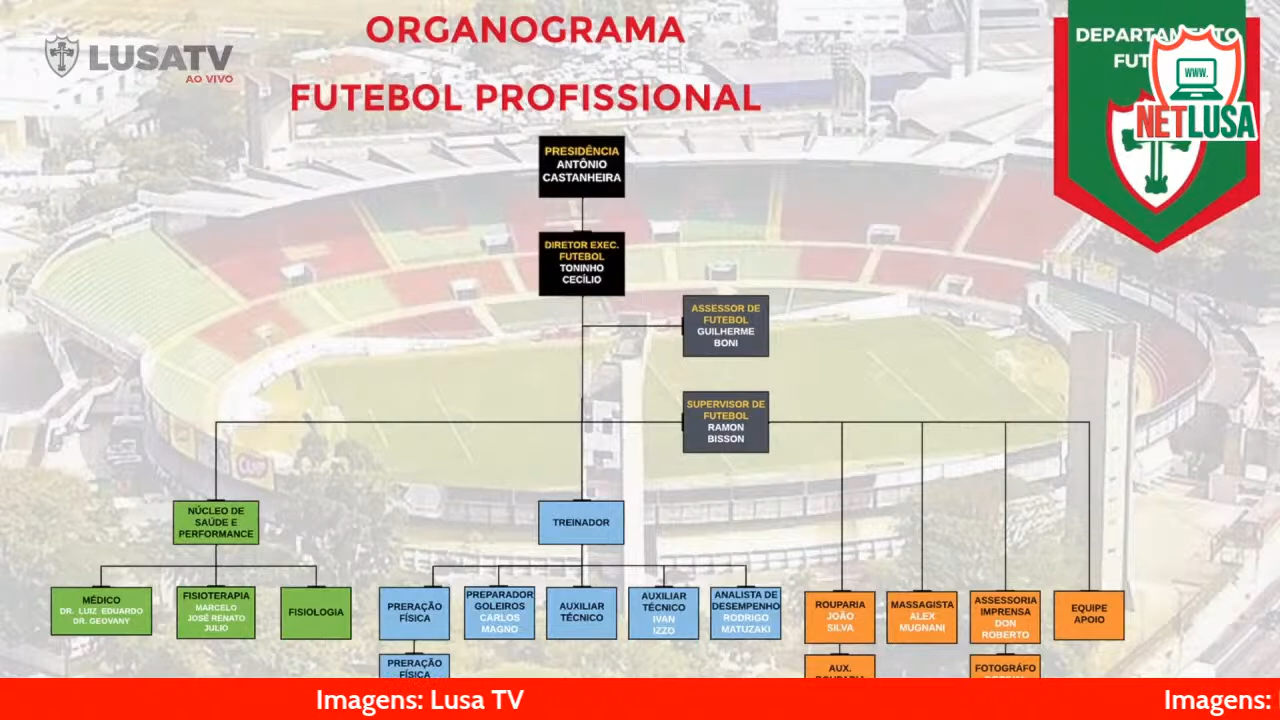 ORGANOGRAMA
FUTEBOL PROFISSIONAL
LUSATV
AO VIVO
DEPARTAMENTO
WWW.
NETLUSA
PRESIDÊNCIA
ANTÔNIO
CASTANHEIRA
DIRETOR EXEC.
FUTEBOL
TONINHO
CECÍLIO
ASSESSOR DE
FUTEBOL
GUILHERME
BONI
SUPERVISOR DE
FUTEBOL
RAMON
BISSON
NÚCLEO DE
SAÚDE E
PERFORMANCE
TREINADOR
MÉDICO
DR. LUIZ EDUARDO
DR. GEOVANY
FISIOTERAPIA
MARCELO
JOSÉ RENATO
JULIO
FISIOLOGIA
PRERAÇÃO
FÍSICA
PREPARADOR
GOLEIROS
CARLOS
MAGNO
AUXILIAR
TÉCNICO
AUXILIAR
TÉCNICO
IVAN
IZZO
ANALISTA DE
DESEMPENHO
RODRIGO
MATUZAKI
ROUPARIA
JOÃO
SILVA
MASSAGISTA
ALEX
MUGNANI
ASSESSORIA
IMPRENSA
DON
ROBERTO
EQUIPE
APOIO
PRERAÇÃO
FÍSICA
AUX.
ROUPARIA
FOTOGRÁFO
Imagens: Lusa TV
Imagens: